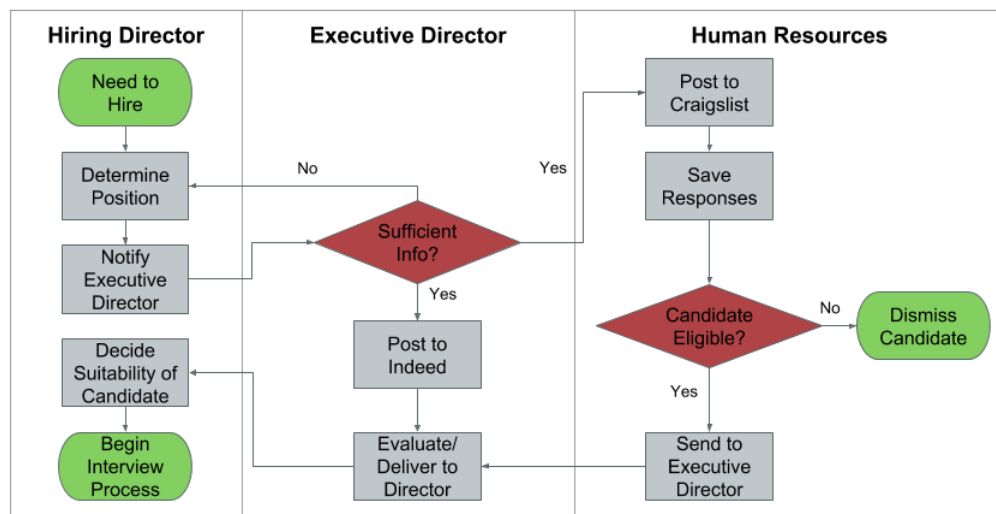 Hiring Director
Executive Director
Human Resources
Need to
Hire
Determine
Position
Notify
Executive
Director
Decide
Suitability of
Candidate
Begin
Interview
Process
No
Sufficient
Info?
Yes
Yes
Post to
Indeed
Evaluate/
Deliver to
Director
Post to
Craigslist
Save
Responses
Candidate
Eligible?
No
Dismiss
Candidate
Yes
Send to
Executive
Director